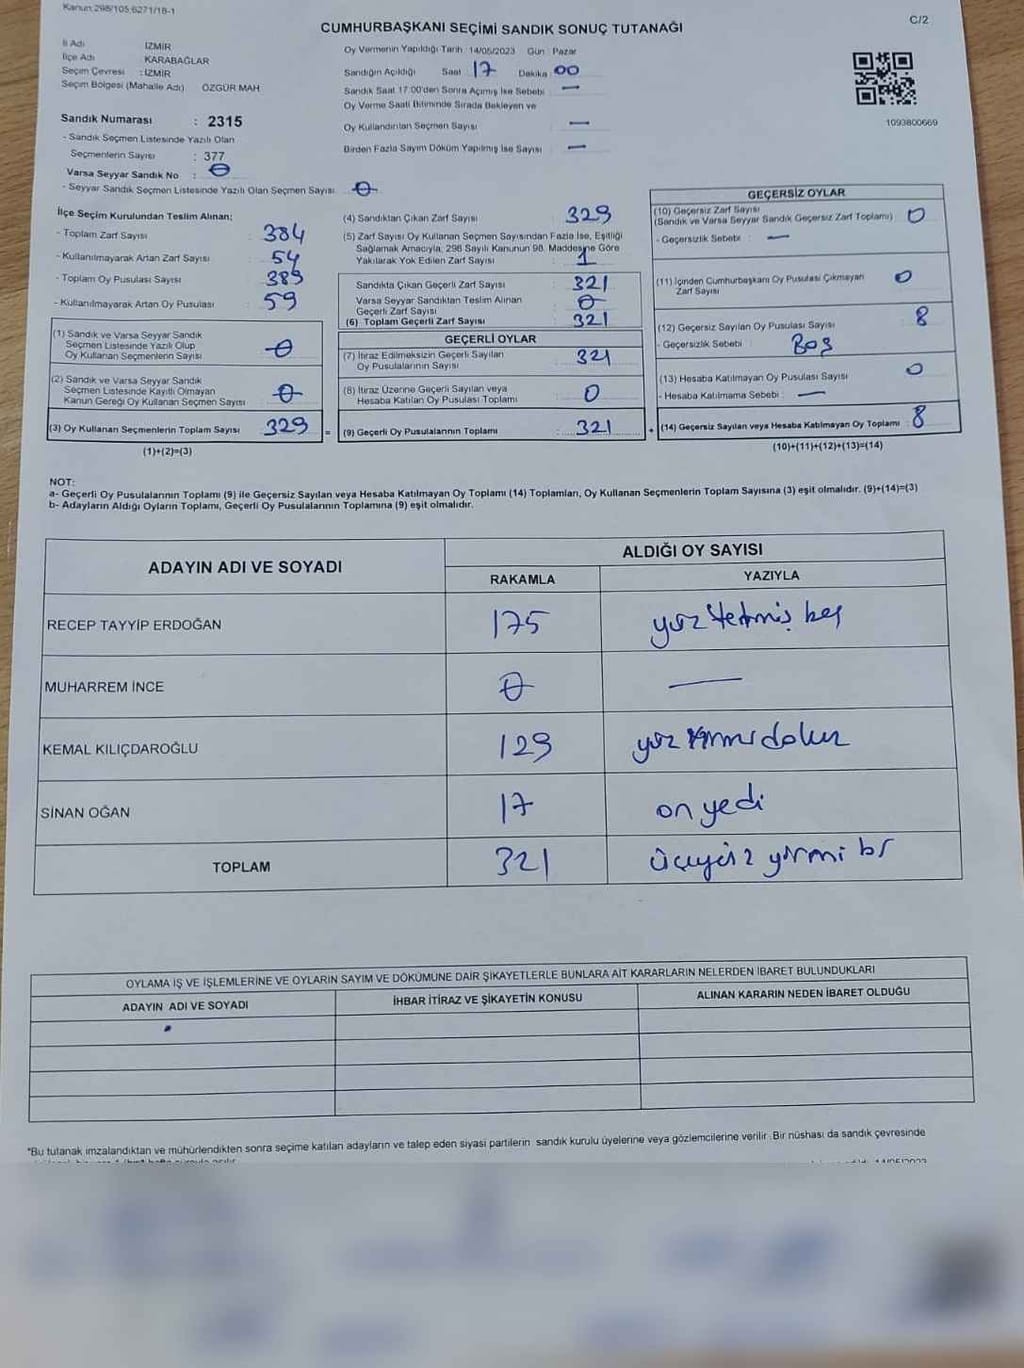 Kanun:298/105;6271/18-1
C/2
CUMHURBAŞKANI SEÇİMİ SANDIK SONUÇ TUTANAĞI
İl Adı İZMİR
İlçe Adı KARABAĞLAR
Seçim Çevresi : İZMİR
Seçim Bölgesi (Mahalle Adı) ÖZGÜR MAH
Oy Vermenin Yapıldığı Tarih : 14/05/2023 Gün : Pazar
Sandığın Açıldığı Saat 17 Dakika 00
Sandık Saat 17:00'den Sonra Açımış İse Sebebi : —
Oy Verme Saati Bitiminde Sırada Bekleyen ve
Oy Kullandırılan Seçmen Sayısı —
Birden Fazla Sayım Döküm Yapılmış İse Sayısı —
1093800669
Sandık Numarası : 2315
- Sandık Seçmen Listesinde Yazılı Olan
Seçmenlerin Sayısı : 377
Varsa Seyyar Sandık No : 0
- Seyyar Sandık Seçmen Listesinde Yazılı Olan Seçmen Sayısı : 0
İlçe Seçim Kurulundan Teslim Alınan;
- Toplam Zarf Sayısı : 384
- Kullanılmayarak Artan Zarf Sayısı : 54
- Toplam Oy Pusulası Sayısı : 389
- Kullanılmayarak Artan Oy Pusulası : 59
(1) Sandık ve Varsa Seyyar Sandık
Seçmen Listesinde Yazılı Olup
Oy Kullanan Seçmenlerin Sayısı : 0
(2) Sandık ve Varsa Seyyar Sandık
Seçmen Listesinde Kayıtlı Olmayan
Kanun Gereği Oy Kullanan Seçmen Sayısı : 0
(3) Oy Kullanan Seçmenlerin Toplam Sayısı : 329
(1)+(2)=(3)
(4) Sandıktan Çıkan Zarf Sayısı : 329
(5) Zarf Sayısı Oy Kullanan Seçmen Sayısından Fazla İse, Eşitliği
Sağlamak Amacıyla, 298 Sayılı Kanunun 98. Maddesine Göre
Yakılarak Yok Edilen Zarf Sayısı : 1
Sandıkta Çıkan Geçerli Zarf Sayısı : 321
Varsa Seyyar Sandıktan Teslim Alınan
Geçerli Zarf Sayısı : 0
(6) Toplam Geçerli Zarf Sayısı : 321
GEÇERLİ OYLAR
(7) İtiraz Edilmeksizin Geçerli Sayılan
Oy Pusulasının Sayısı : 321
(8) İtiraz Üzerine Geçerli Sayılan veya
Hesaba Katılan Oy Pusulası Toplamı : 0
= (9) Geçerli Oy Pusulalarının Toplamı : 321
GEÇERSİZ OYLAR
(10) Geçersiz Zarf Sayısı
(Sandık ve Varsa Seyyar Sandık Geçersiz Zarf Toplamı) : 0
- Geçersizlik Sebebi : —
(11) İçinden Cumhurbaşkanı Oy Pusulası Çıkmayan
Zarf Sayısı 0
(12) Geçersiz Sayılan Oy Pusulası Sayısı : 8
- Geçersizlik Sebebi : Boş
(13) Hesaba Katılmayan Oy Pusulası Sayısı : 0
- Hesaba Katılmama Sebebi : —
+ (14) Geçersiz Sayılan veya Hesaba Katılmayan Oy Toplamı : 8
(10)+(11)+(12)+(13)=(14)
NOT:
a- Geçerli Oy Pusulalarının Toplamı (9) ile Geçersiz Sayılan veya Hesaba Katılmayan Oy Toplamı (14) Toplamları, Oy Kullanan Seçmenlerin Toplam Sayısına (3) eşit olmalıdır. (9)+(14)=(3)
b- Adayların Aldığı Oyların Toplamı, Geçerli Oy Pusulalarının Toplamına (9) eşit olmalıdır.
ADAYIN ADI VE SOYADI ALDIĞI OY SAYISI
RAKAMLA YAZIYLA
RECEP TAYYİP ERDOĞAN 175 yüz yetmiş beş
MUHARREM İNCE 0 —
KEMAL KILIÇDAROĞLU 129 yüz yirmi dokuz
SİNAN OĞAN 17 on yedi
TOPLAM 321 üçyüz yirmi bir
OYLAMA İŞ VE İŞLEMLERİNE VE OYLARIN SAYIM VE DÖKÜMÜNE DAİR ŞİKAYETLERLE BUNLARA AİT KARARLARIN NELERDEN İBARET BULUNDUKLARI
ADAYIN ADI VE SOYADI İHBAR İTİRAZ VE ŞİKAYETİN KONUSU ALINAN KARARIN NEDEN İBARET OLDUĞU
*Bu tutanak imzalandıktan ve mühürlendikten sonra seçime katılan adayların ve talep eden siyasi partilerin sandık kurulu üyelerine veya gözlemcilerine verilir. Bir nüshası da sandık çevresinde